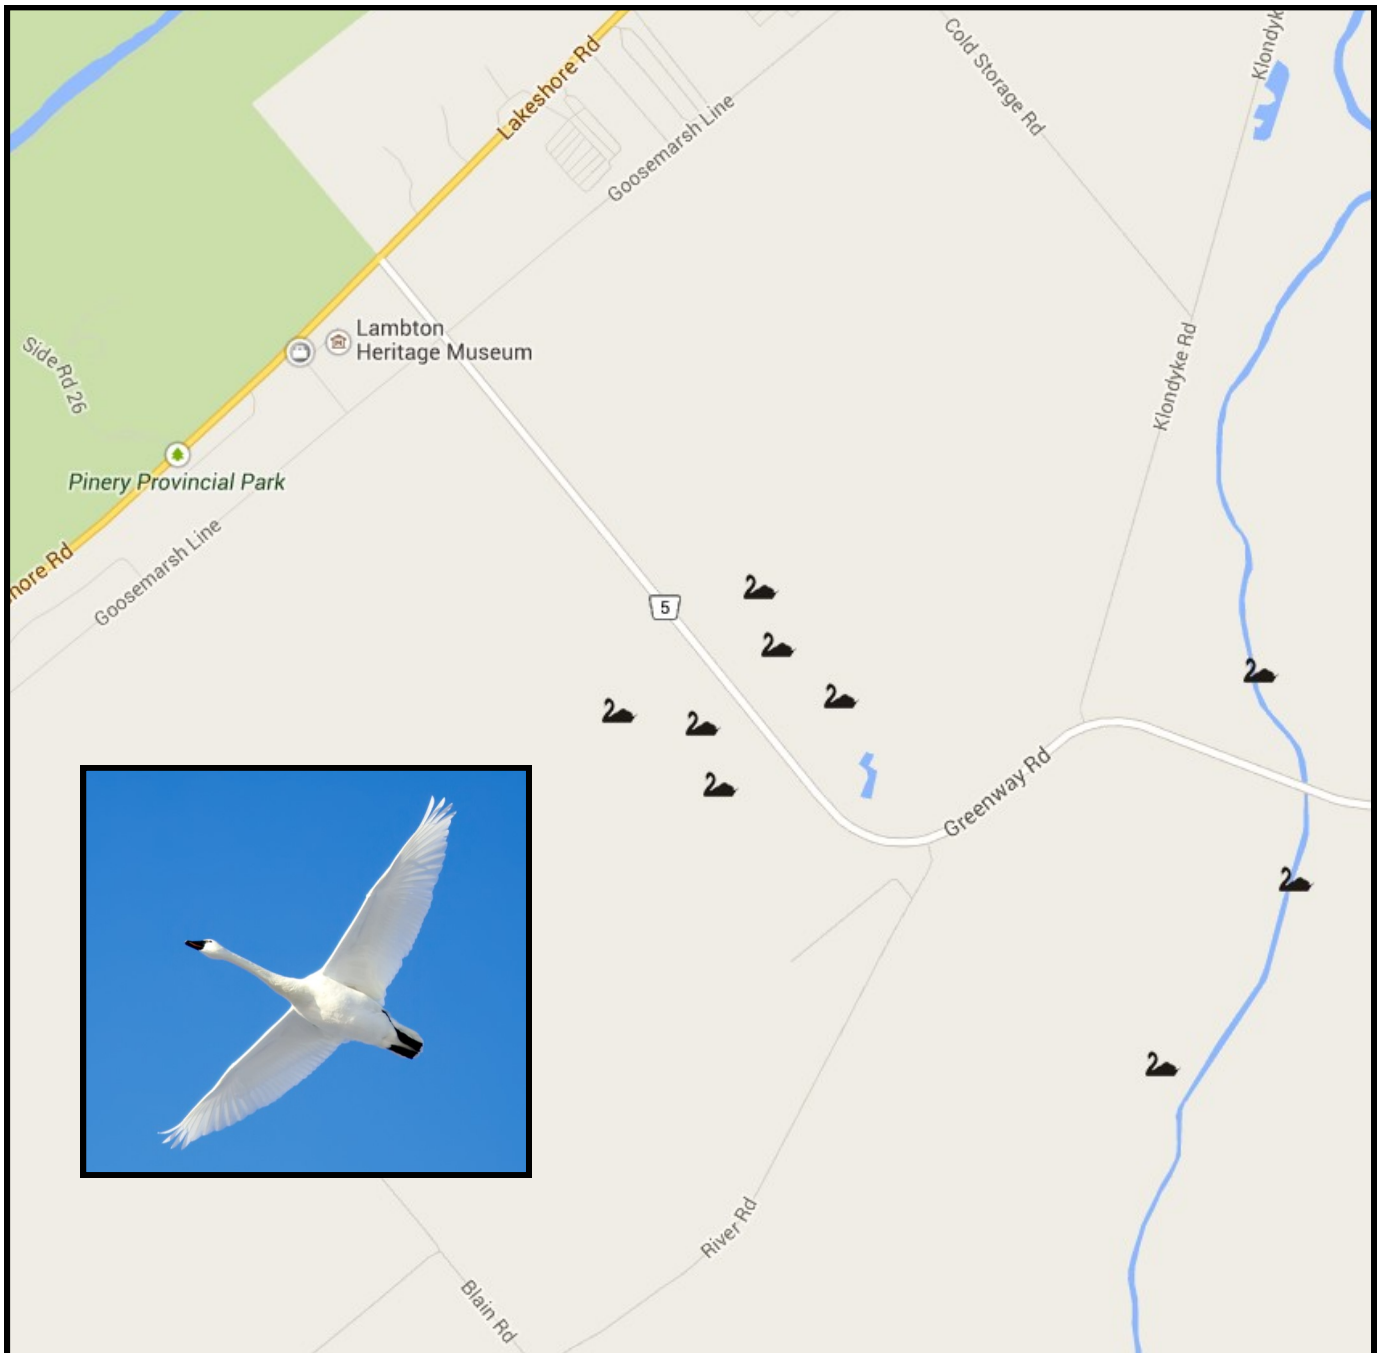 Lakeshore Rd
Goosemarsh Line
Cold Storage Rd
Klondyk
Lambton
Heritage Museum
Side Rd 26
Klondyke Rd
Pinery Provincial Park
hore Rd
Goosemarsh Line
5
Greenway Rd
River Rd
Blain Rd